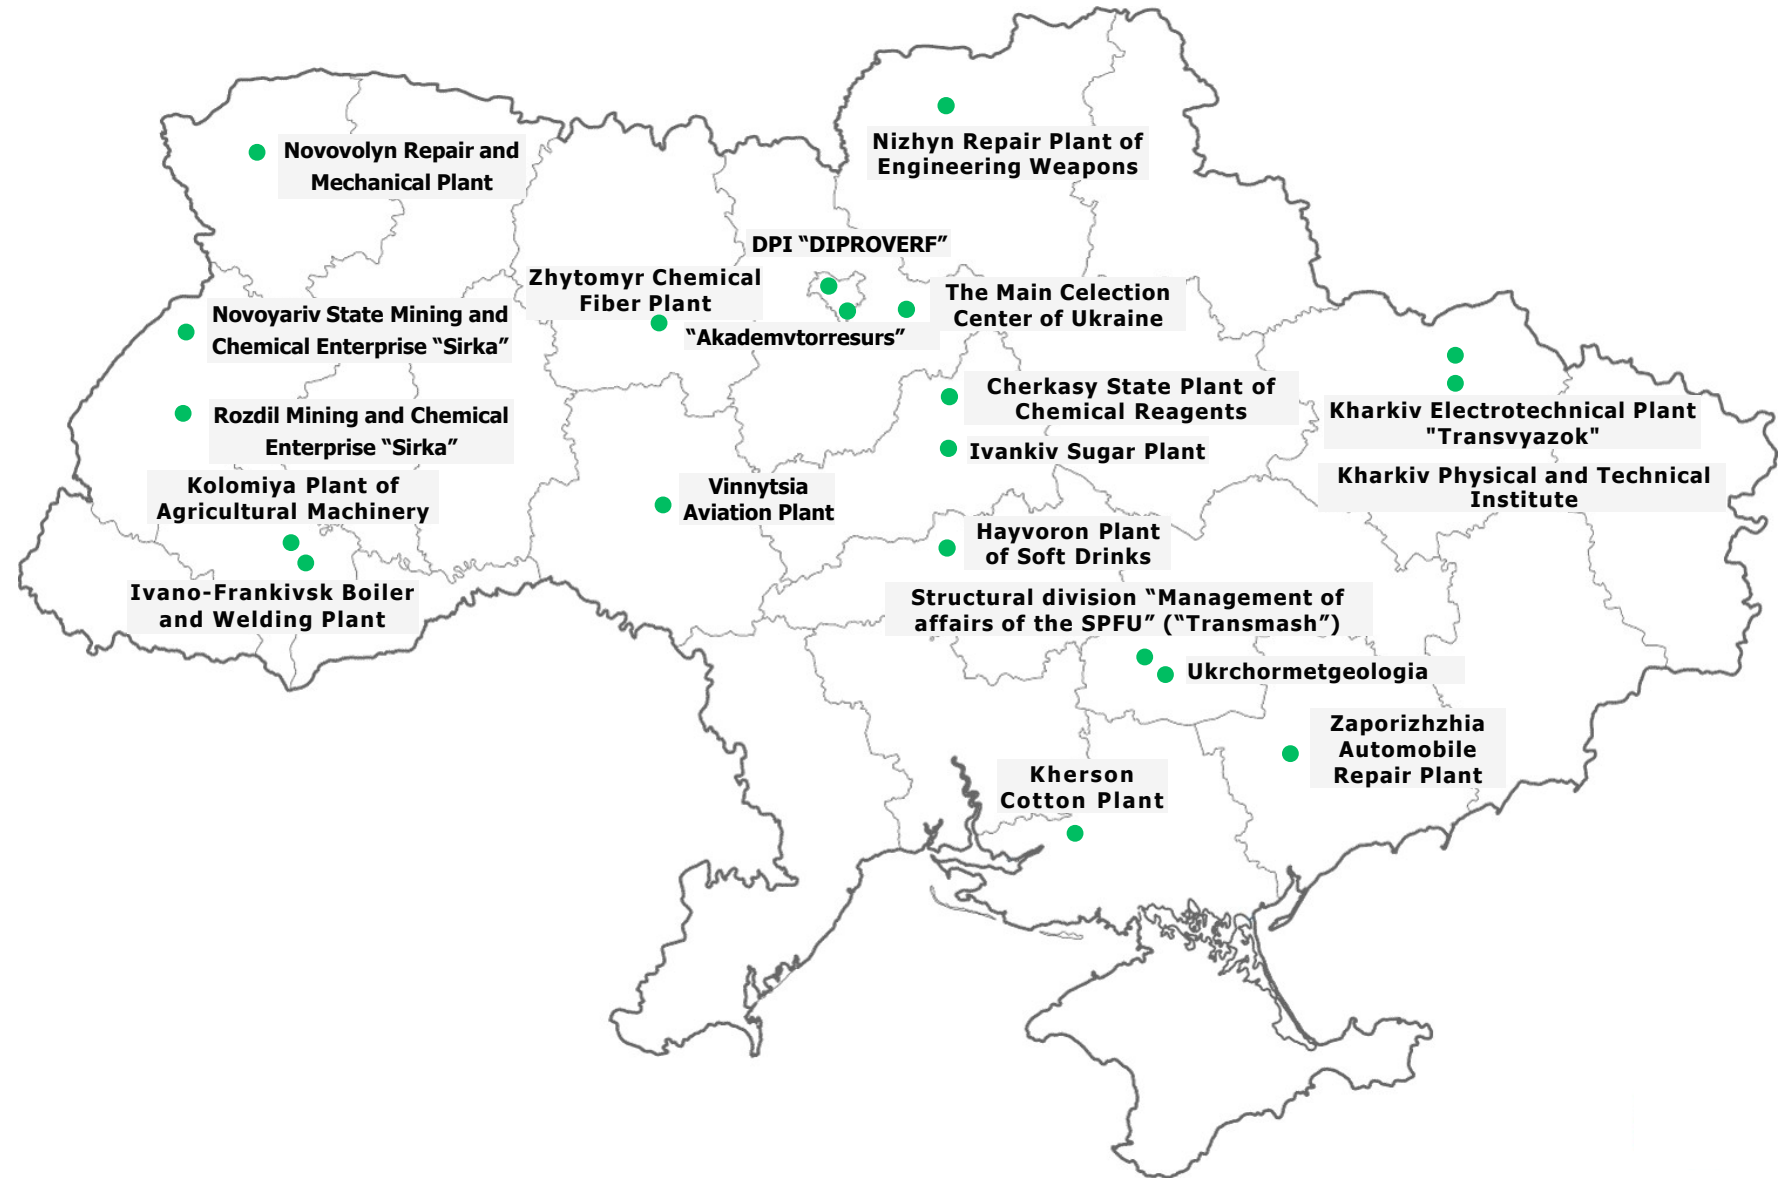 Nizhyn Repair Plant of
Engineering Weapons
Novovolyn Repair and
Mechanical Plant
DPI “DIPROVERF”
Zhytomyr Chemical
Fiber Plant
The Main Celection
Center of Ukraine
“Akademvtorresurs”
Novoyariv State Mining and
Chemical Enterprise “Sirka”
Cherkasy State Plant of
Chemical Reagents
Kharkiv Electrotechnical Plant
"Transvyazok"
Rozdil Mining and Chemical
Enterprise “Sirka”
Ivankiv Sugar Plant
Kharkiv Physical and Technical
Institute
Kolomiya Plant of
Agricultural Machinery
Vinnytsia
Aviation Plant
Hayvoron Plant
of Soft Drinks
Ivano-Frankivsk Boiler
and Welding Plant
Structural division “Management of
affairs of the SPFU” (“Transmash”)
Ukrchormetgeologia
Zaporizhzhia
Automobile
Repair Plant
Kherson
Cotton Plant